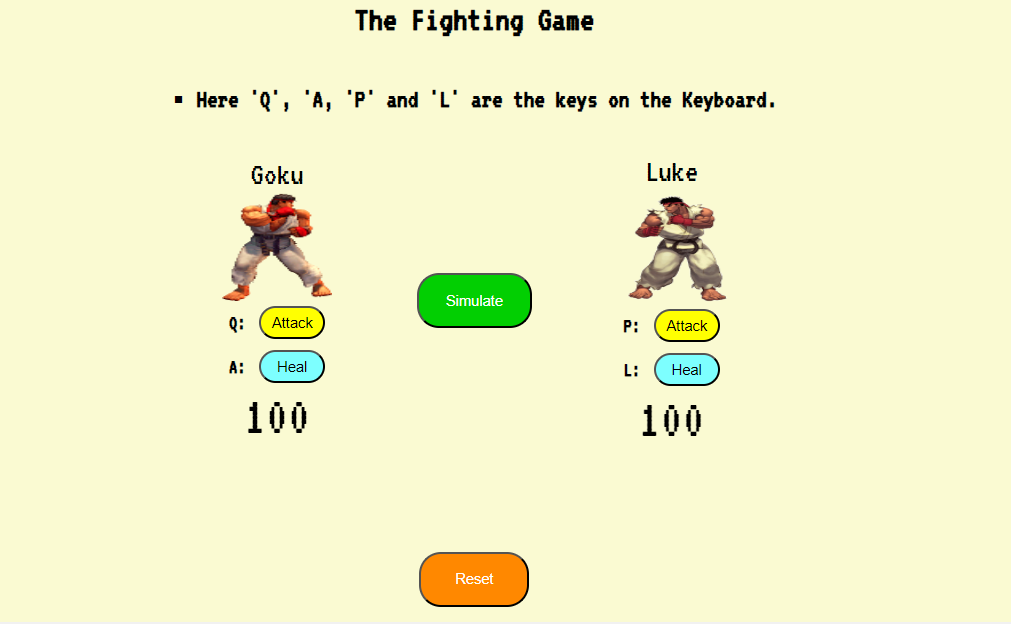 The Fighting Game
▪ Here 'Q', 'A, 'P' and 'L' are the keys on the Keyboard.
Goku
Luke
Simulate
Q: Attack
P: Attack
A: Heal
L: Heal
100
100
Reset